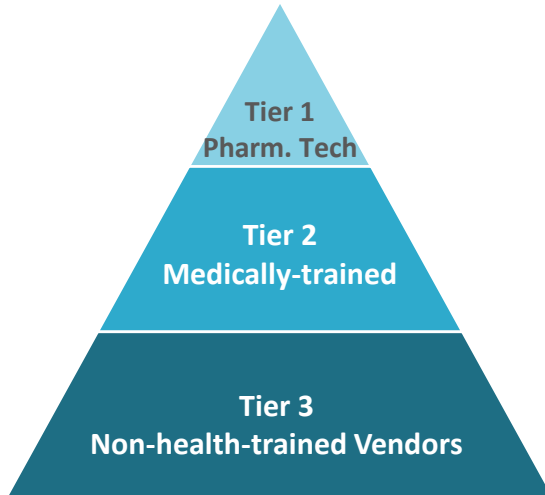 Tier 1
Pharm. Tech
Tier 2
Medically-trained
Tier 3
Non-health-trained Vendors